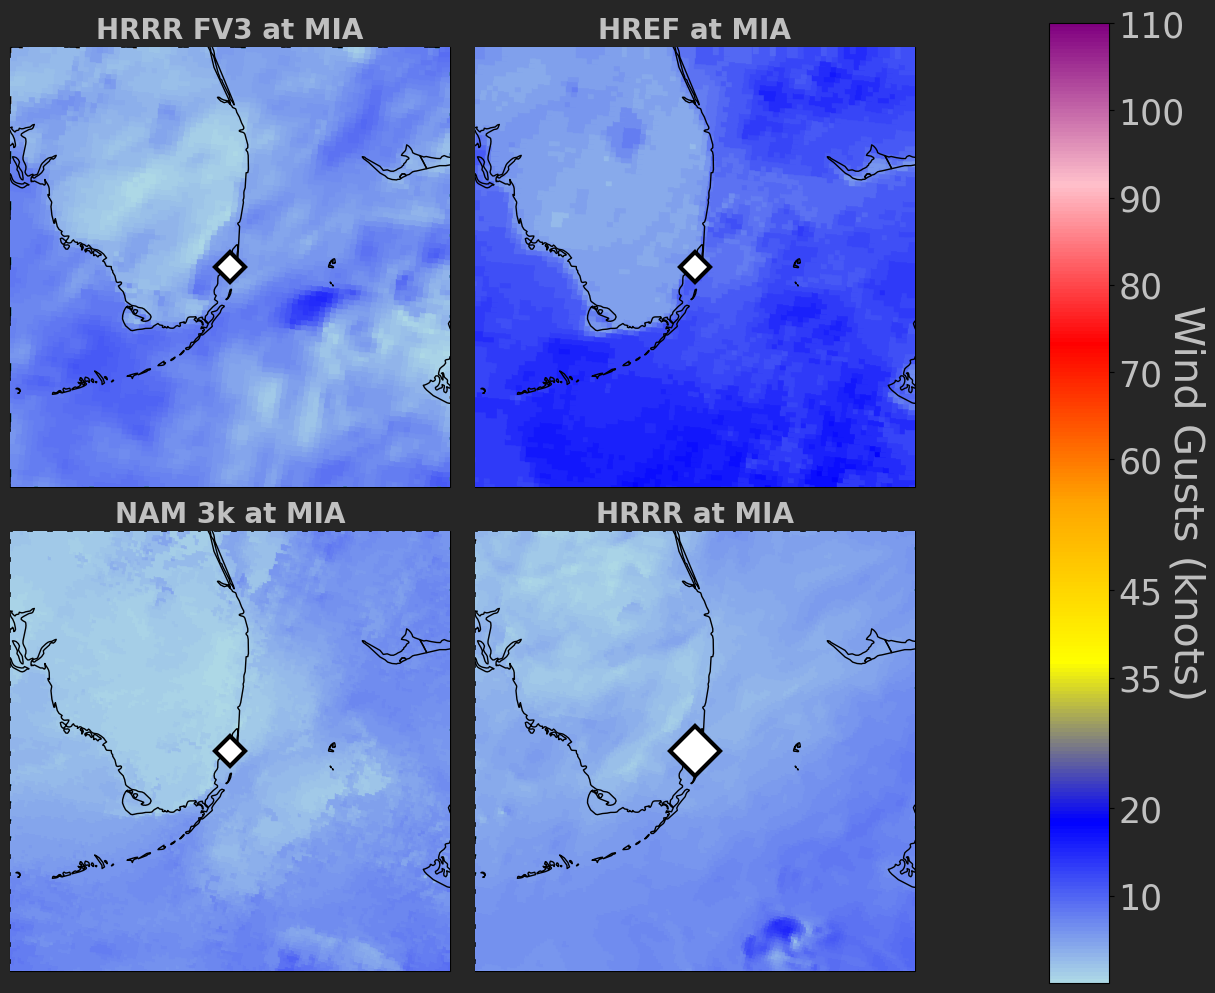 HRRR FV3 at MIA
HREF at MIA
NAM 3k at MIA
HRRR at MIA
110
100
90
80
70
60
45
35
20
10
Wind Gusts (knots)